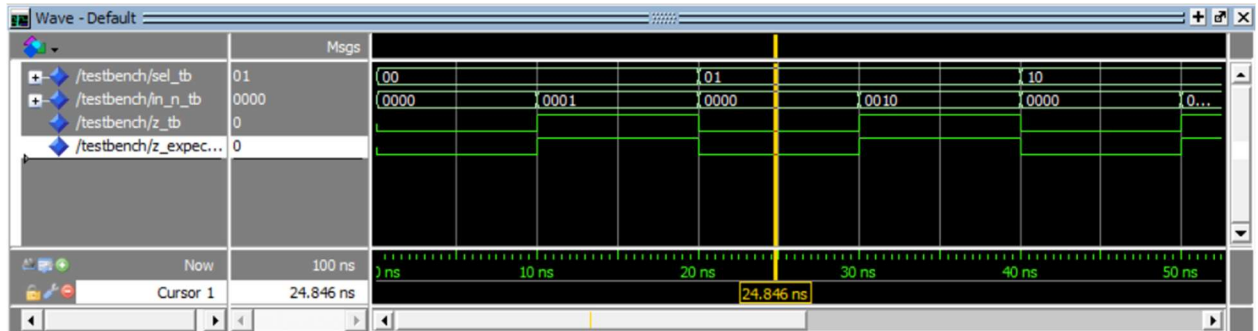 Wave - Default
Msgs
/testbench/sel_tb 01 00 01 10
/testbench/in_n_tb 0000 0000 0001 0000 0010 0000 0...
/testbench/z_tb 0
/testbench/z_expec... 0
Now 100 ns 0 ns 10 ns 20 ns 30 ns 40 ns 50 ns
Cursor 1 24.846 ns 24.846 ns